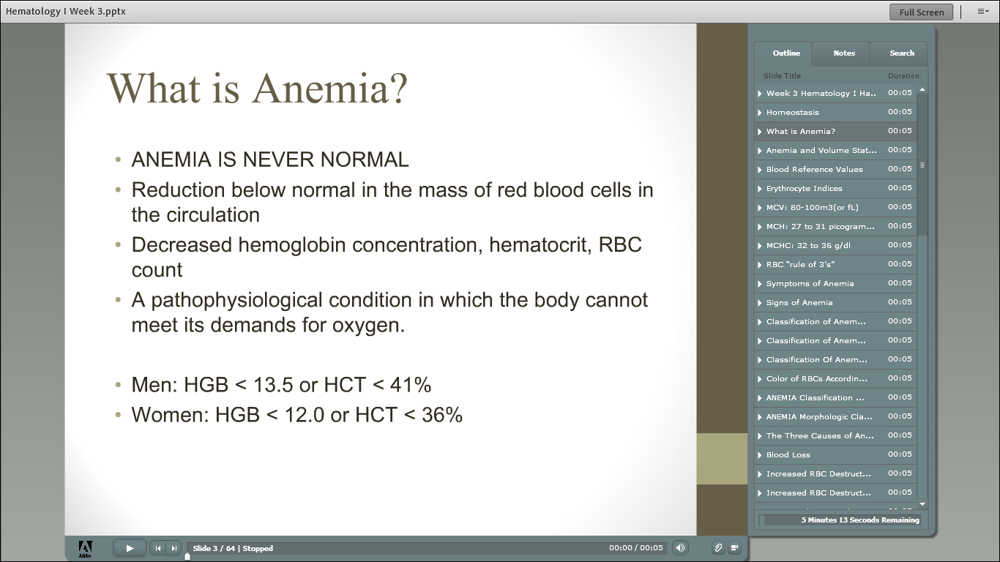 Hematology I Week 3.pptx
Full Screen
What is Anemia?
• ANEMIA IS NEVER NORMAL
• Reduction below normal in the mass of red blood cells in
the circulation
• Decreased hemoglobin concentration, hematocrit, RBC
count
• A pathophysiological condition in which the body cannot
meet its demands for oxygen.
• Men: HGB < 13.5 or HCT < 41%
• Women: HGB < 12.0 or HCT < 36%
Outline Notes Search
Slide Title Duration
Week 3 Hematology I Ha... 00:05
Homeostasis 00:05
What is Anemia? 00:05
Anemia and Volume Stat... 00:05
Blood Reference Values 00:05
Erythrocyte Indices 00:05
MCV: 80-100m3(or fL) 00:05
MCH: 27 to 31 picogram... 00:05
MCHC: 32 to 36 g/dl 00:05
RBC “rule of 3’s” 00:05
Symptoms of Anemia 00:05
Signs of Anemia 00:05
Classification of Anem... 00:05
Classification of Anem... 00:05
Classification Of Anem... 00:05
Color of RBCs Accordin... 00:05
ANEMIA Classification ... 00:05
ANEMIA Morphologic Cla... 00:05
The Three Causes of An... 00:05
Blood Loss 00:05
Increased RBC Destruct... 00:05
Increased RBC Destruct... 00:05
5 Minutes 13 Seconds Remaining
Adobe
Slide 3 / 64 | Stopped
00:00 / 00:05